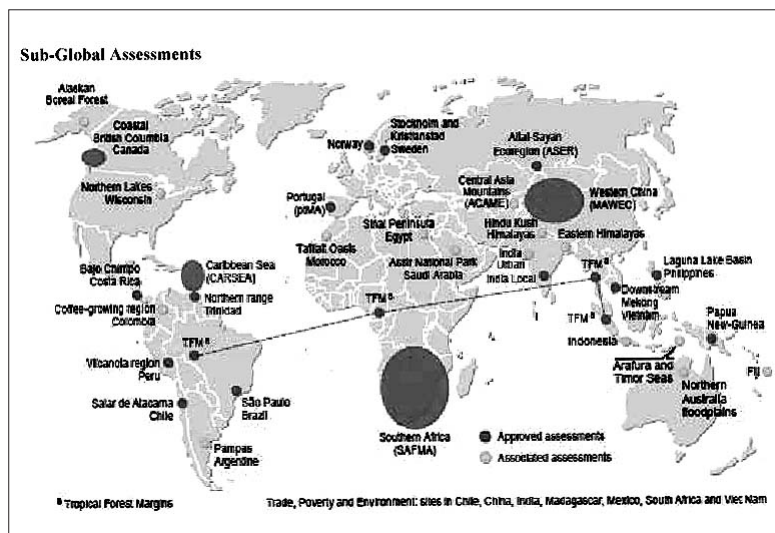 Sub-Global Assessments
Alaskan
Boreal Forest
Coastal
British Columbia
Canada
Northern Lakes
Wisconsin
Norway
Stockholm and
Kristianstad
Sweden
Altai-Sayan
Ecoregion (ASER)
Portugal
(ptMA)
Central Asia
Mountains
(ACAME)
Western China
(MAWEC)
Sinai Peninsula
Egypt
Hindu Kush
Himalayas
Eastern Himalayas
Tafilalt Oasis
Morocco
Assir National Park
Saudi Arabia
India
Urban
India Local
Bajo Chirripo
Costa Rica
Caribbean Sea
(CARSEA)
Northern range
Trinidad
Coffee-growing region
Colombia
TFM a
TFM a
TFM a
TFM a
Laguna Lake Basin
Philippines
Downstream
Mekong
Vietnam
Papua
New-Guinea
Indonesia
Arafura and
Timor Seas
Fiji
Northern
Australia
floodplains
Vilcanota region
Peru
Salar de Atacama
Chile
São Paulo
Brazil
Pampas
Argentine
Southern Africa
(SAFMA)
Approved assessments
Associated assessments
a Tropical Forest Margins
Trade, Poverty and Environment: sites in Chile, China, India, Madagascar, Mexico, South Africa and Viet Nam